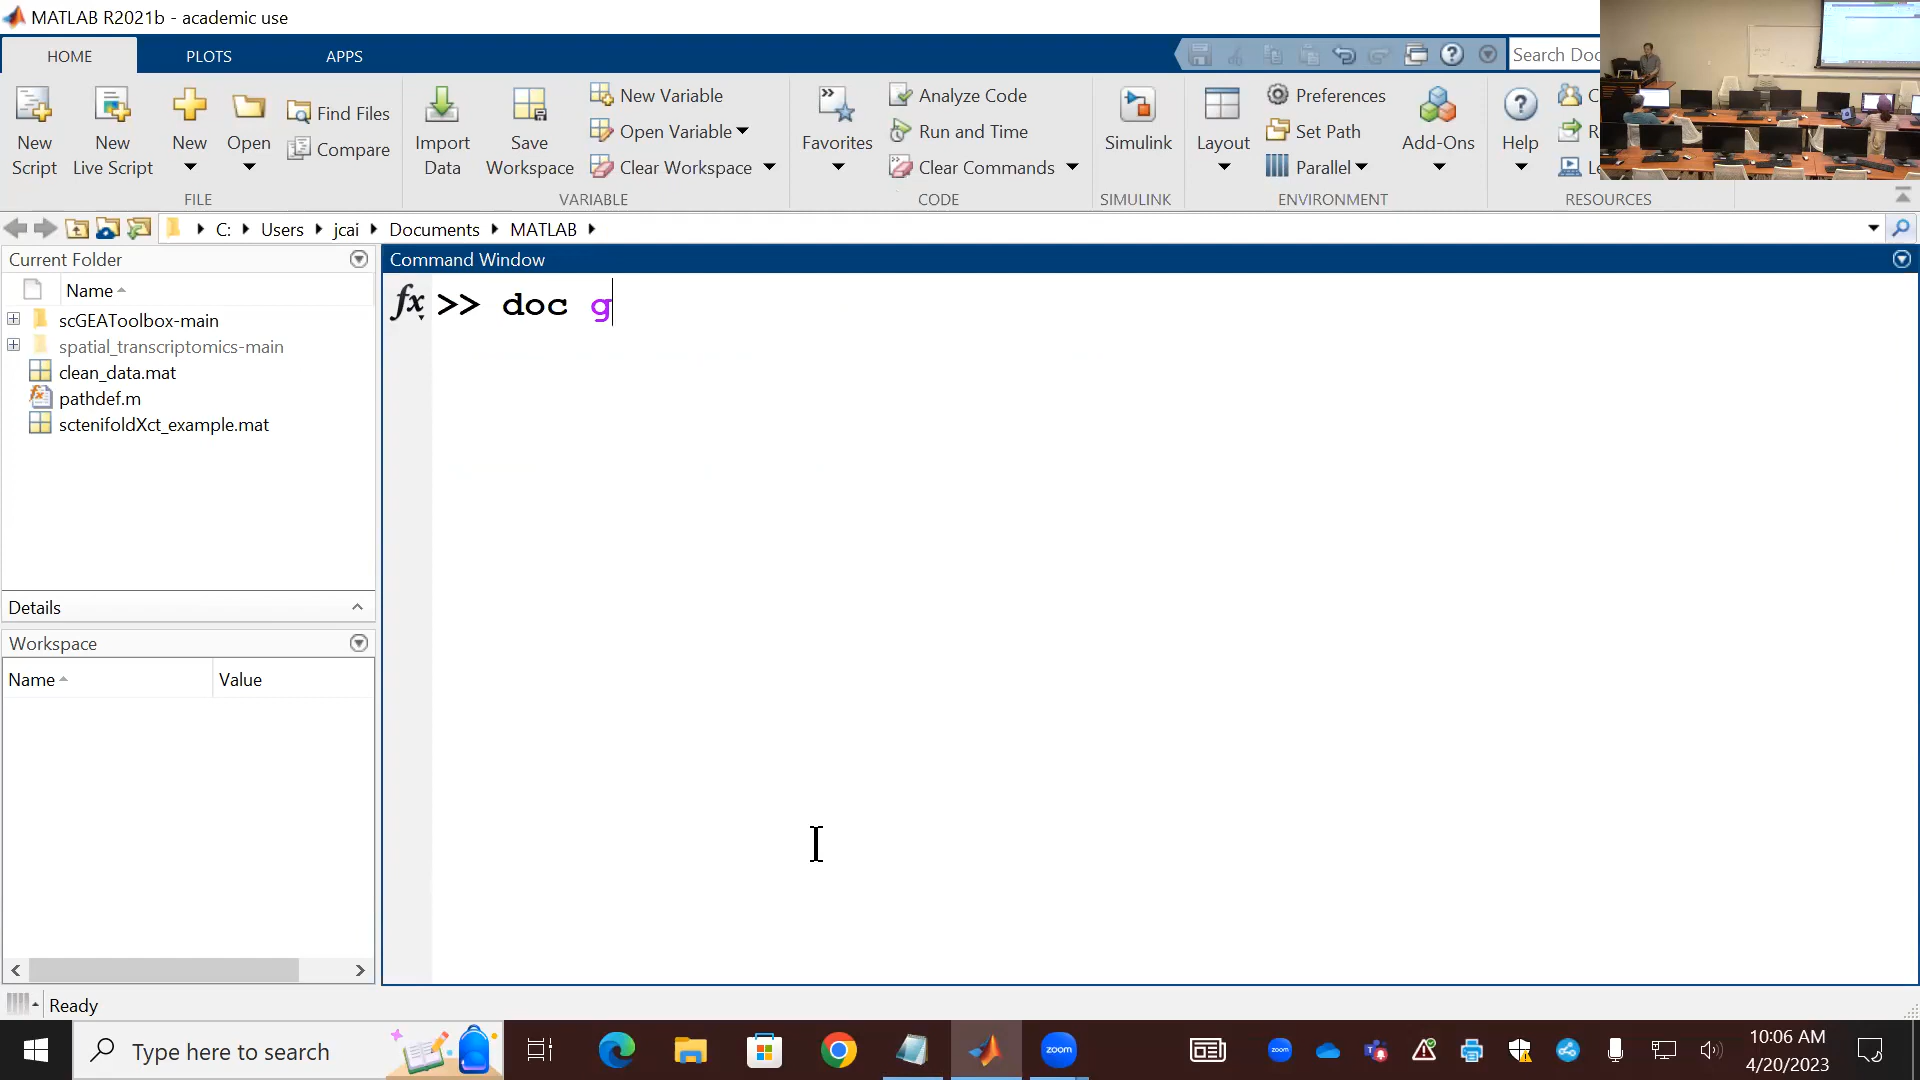 MATLAB R2021b - academic use
HOME PLOTS APPS
Search Doc
New Script
New Live Script
New
Open
Find Files
Compare
FILE
Import Data
Save Workspace
New Variable
Open Variable
Clear Workspace
VARIABLE
Favorites
Analyze Code
Run and Time
Clear Commands
CODE
Simulink
SIMULINK
Layout
Preferences
Set Path
Parallel
Add-Ons
ENVIRONMENT
Help
C
R
Le
RESOURCES
C: Users jcai Documents MATLAB
Current Folder
Name
scGEAToolbox-main
spatial_transcriptomics-main
clean_data.mat
pathdef.m
sctenifoldXct_example.mat
Details
Workspace
Name Value
Command Window
fx >> doc g
Ready
Type here to search
zoom
zoom
10:06 AM
4/20/2023